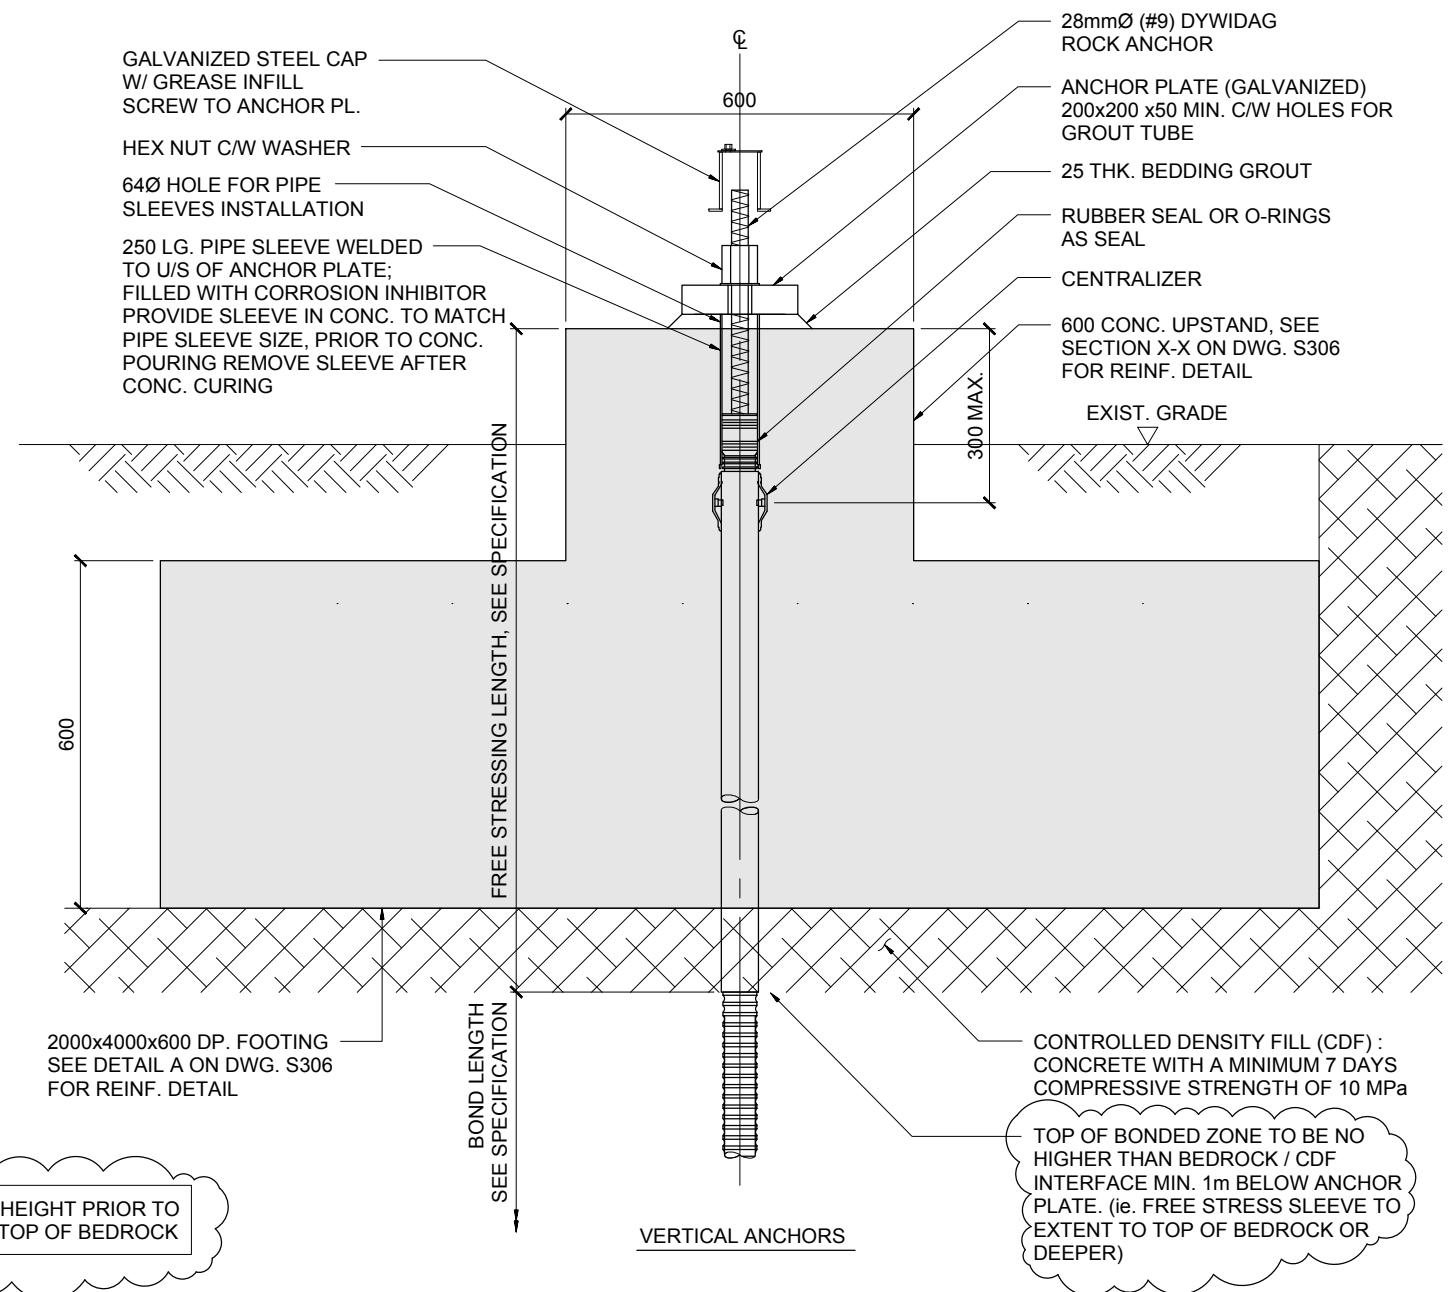 GALVANIZED STEEL CAP
W/ GREASE INFILL
SCREW TO ANCHOR PL.
HEX NUT C/W WASHER
64Ø HOLE FOR PIPE
SLEEVES INSTALLATION
250 LG. PIPE SLEEVE WELDED
TO U/S OF ANCHOR PLATE;
FILLED WITH CORROSION INHIBITOR
PROVIDE SLEEVE IN CONC. TO MATCH
PIPE SLEEVE SIZE, PRIOR TO CONC.
POURING REMOVE SLEEVE AFTER
CONC. CURING
℄
600
28mmØ (#9) DYWIDAG
ROCK ANCHOR
ANCHOR PLATE (GALVANIZED)
200x200 x50 MIN. C/W HOLES FOR
GROUT TUBE
25 THK. BEDDING GROUT
RUBBER SEAL OR O-RINGS
AS SEAL
CENTRALIZER
600 CONC. UPSTAND, SEE
SECTION X-X ON DWG. S306
FOR REINF. DETAIL
EXIST. GRADE
300 MAX.
FREE STRESSING LENGTH, SEE SPECIFICATION
600
BOND LENGTH
SEE SPECIFICATION
2000x4000x600 DP. FOOTING
SEE DETAIL A ON DWG. S306
FOR REINF. DETAIL
CONTROLLED DENSITY FILL (CDF) :
CONCRETE WITH A MINIMUM 7 DAYS
COMPRESSIVE STRENGTH OF 10 MPa
TOP OF BONDED ZONE TO BE NO
HIGHER THAN BEDROCK / CDF
INTERFACE MIN. 1m BELOW ANCHOR
PLATE. (ie. FREE STRESS SLEEVE TO
EXTENT TO TOP OF BEDROCK OR
DEEPER)
HEIGHT PRIOR TO
TOP OF BEDROCK
VERTICAL ANCHORS